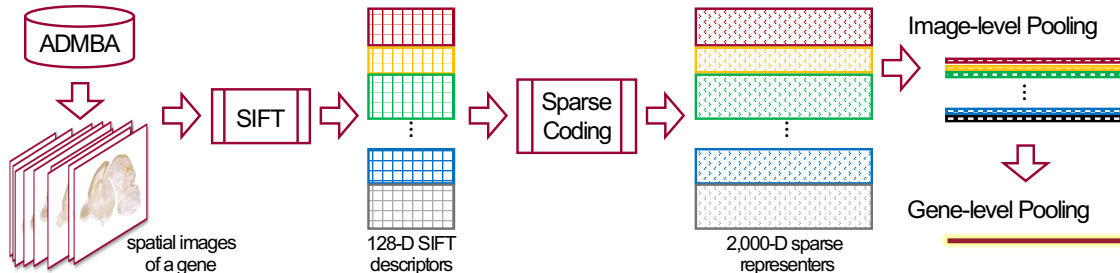 ADMBA
spatial images
of a gene
SIFT
128-D SIFT
descriptors
Sparse
Coding
2,000-D sparse
representers
Image-level Pooling
Gene-level Pooling